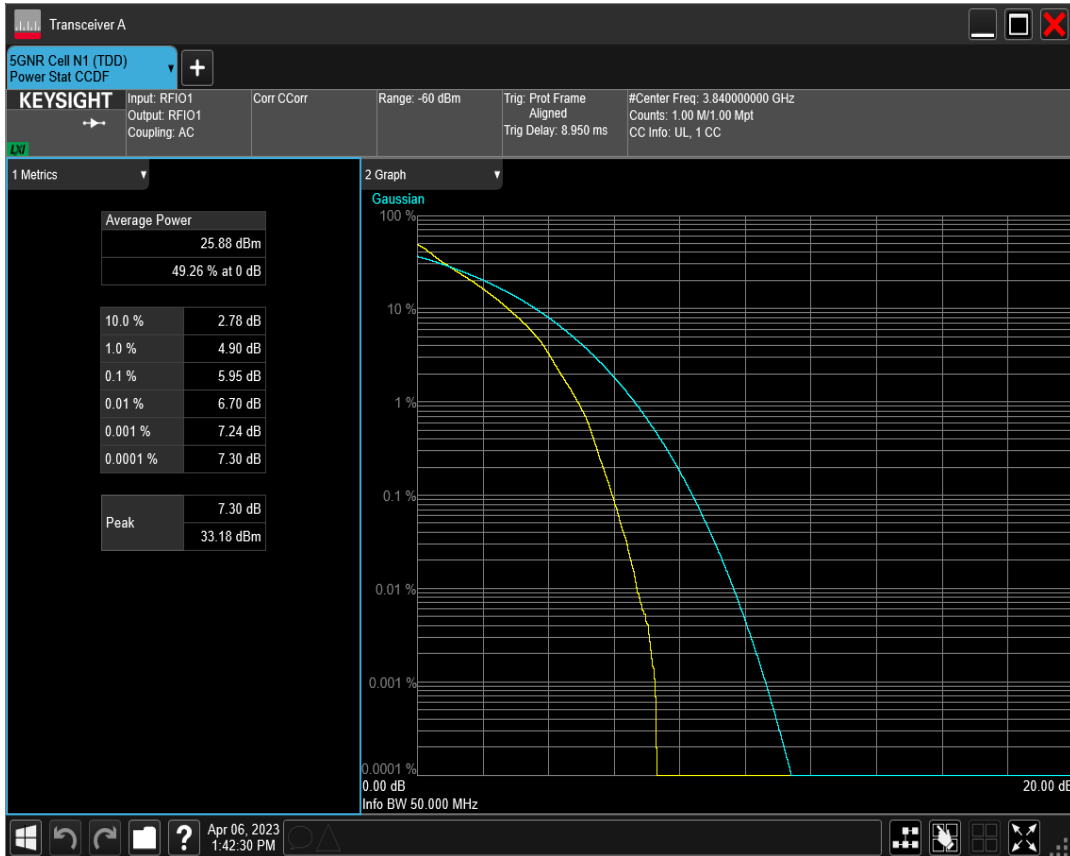 Transceiver A
5GNR Cell N1 (TDD)
Power Stat CCDF
+
KEYSIGHT
LXI
Input: RFIO1
Output: RFIO1
Coupling: AC
Corr CCorr
Range: -60 dBm
Trig: Prot Frame
Aligned
Trig Delay: 8.950 ms
#Center Freq: 3.840000000 GHz
Counts: 1.00 M/1.00 Mpt
CC Info: UL, 1 CC
1 Metrics
Average Power
25.88 dBm
49.26 % at 0 dB
10.0 % 2.78 dB
1.0 % 4.90 dB
0.1 % 5.95 dB
0.01 % 6.70 dB
0.001 % 7.24 dB
0.0001 % 7.30 dB
Peak
7.30 dB
33.18 dBm
2 Graph
Gaussian
100 %
10 %
1 %
0.1 %
0.01 %
0.001 %
0.0001 %
0.00 dB
20.00 dB
Info BW 50.000 MHz
?
Apr 06, 2023
1:42:30 PM